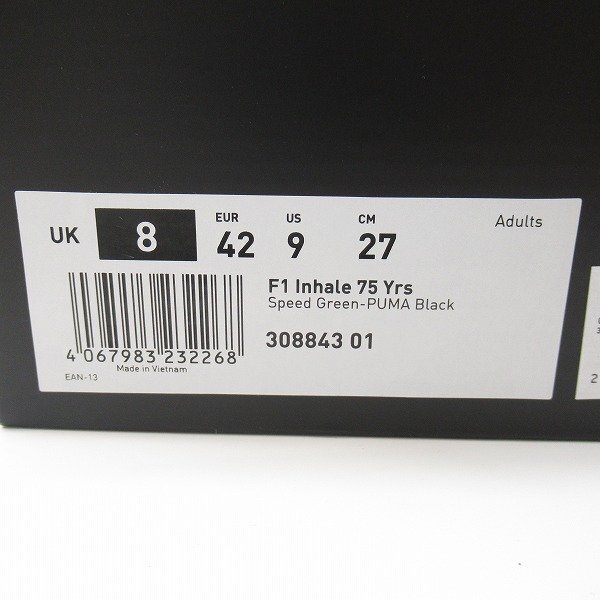 UK 8 EUR 42 US 9 CM 27 Adults
F1 Inhale 75 Yrs
Speed Green-PUMA Black
308843 01
4 067983 232268
Made in Vietnam
EAN-13